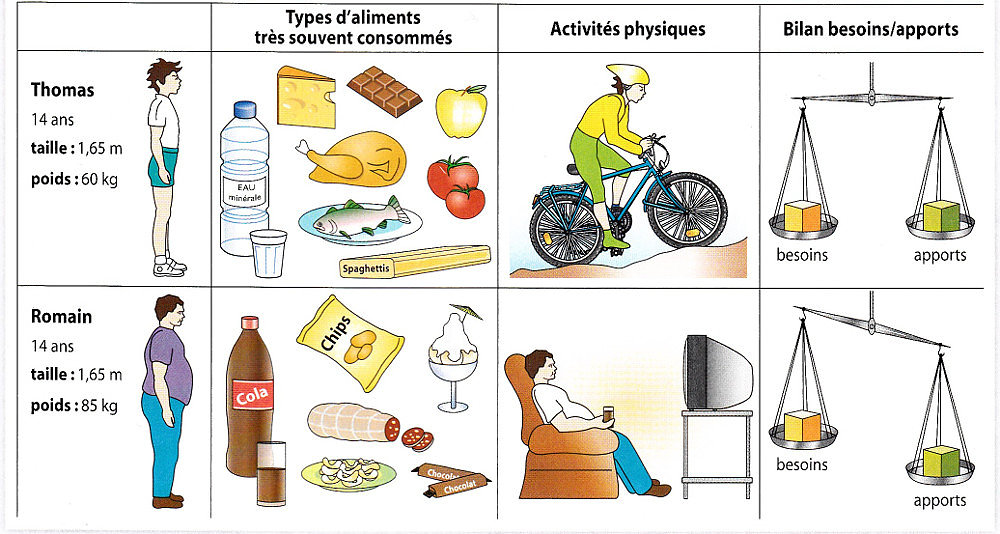 Types d'aliments
très souvent consommés
Activités physiques
Bilan besoins/apports
Thomas
14 ans
taille : 1,65 m
poids : 60 kg
EAU
minérale
Spaghettis
besoins
apports
Romain
14 ans
taille : 1,65 m
poids : 85 kg
Cola
Chips
Chocolat
besoins
apports